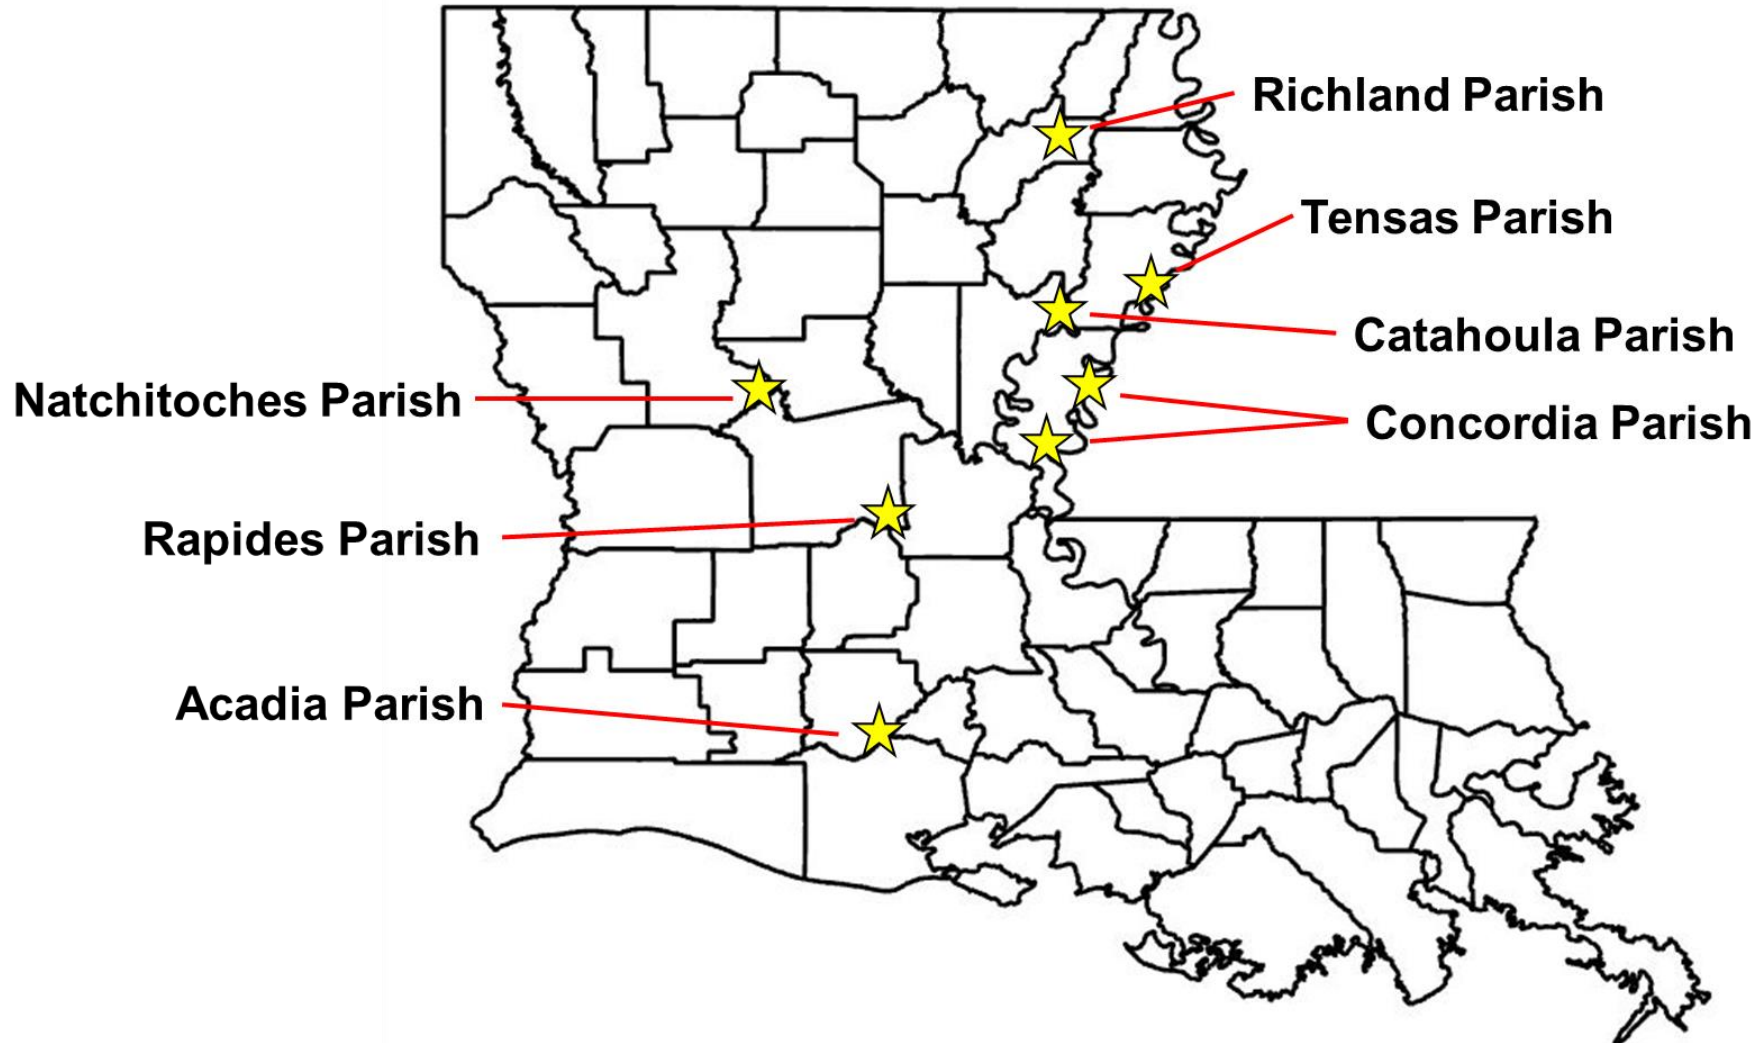 Richland Parish
Tensas Parish
Catahoula Parish
Natchitoches Parish
Concordia Parish
Rapides Parish
Acadia Parish